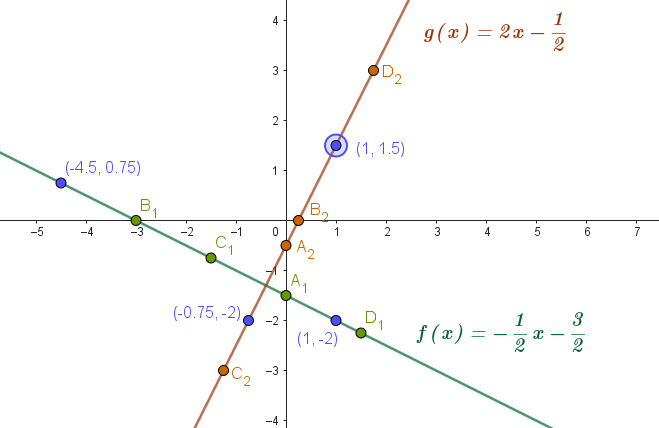 4
g(x) = 2x − 1/2
3
D₂
2
(1, 1.5)
1
(-4.5, 0.75)
B₁
B₂
−5 −4 −3 −2 −1 0 1 2 3 4 5 6 7
C₁
A₂
−1
A₁
(-0.75, -2)
−2
(1, -2)
D₁
f(x) = − 1/2 x − 3/2
−3
C₂
−4